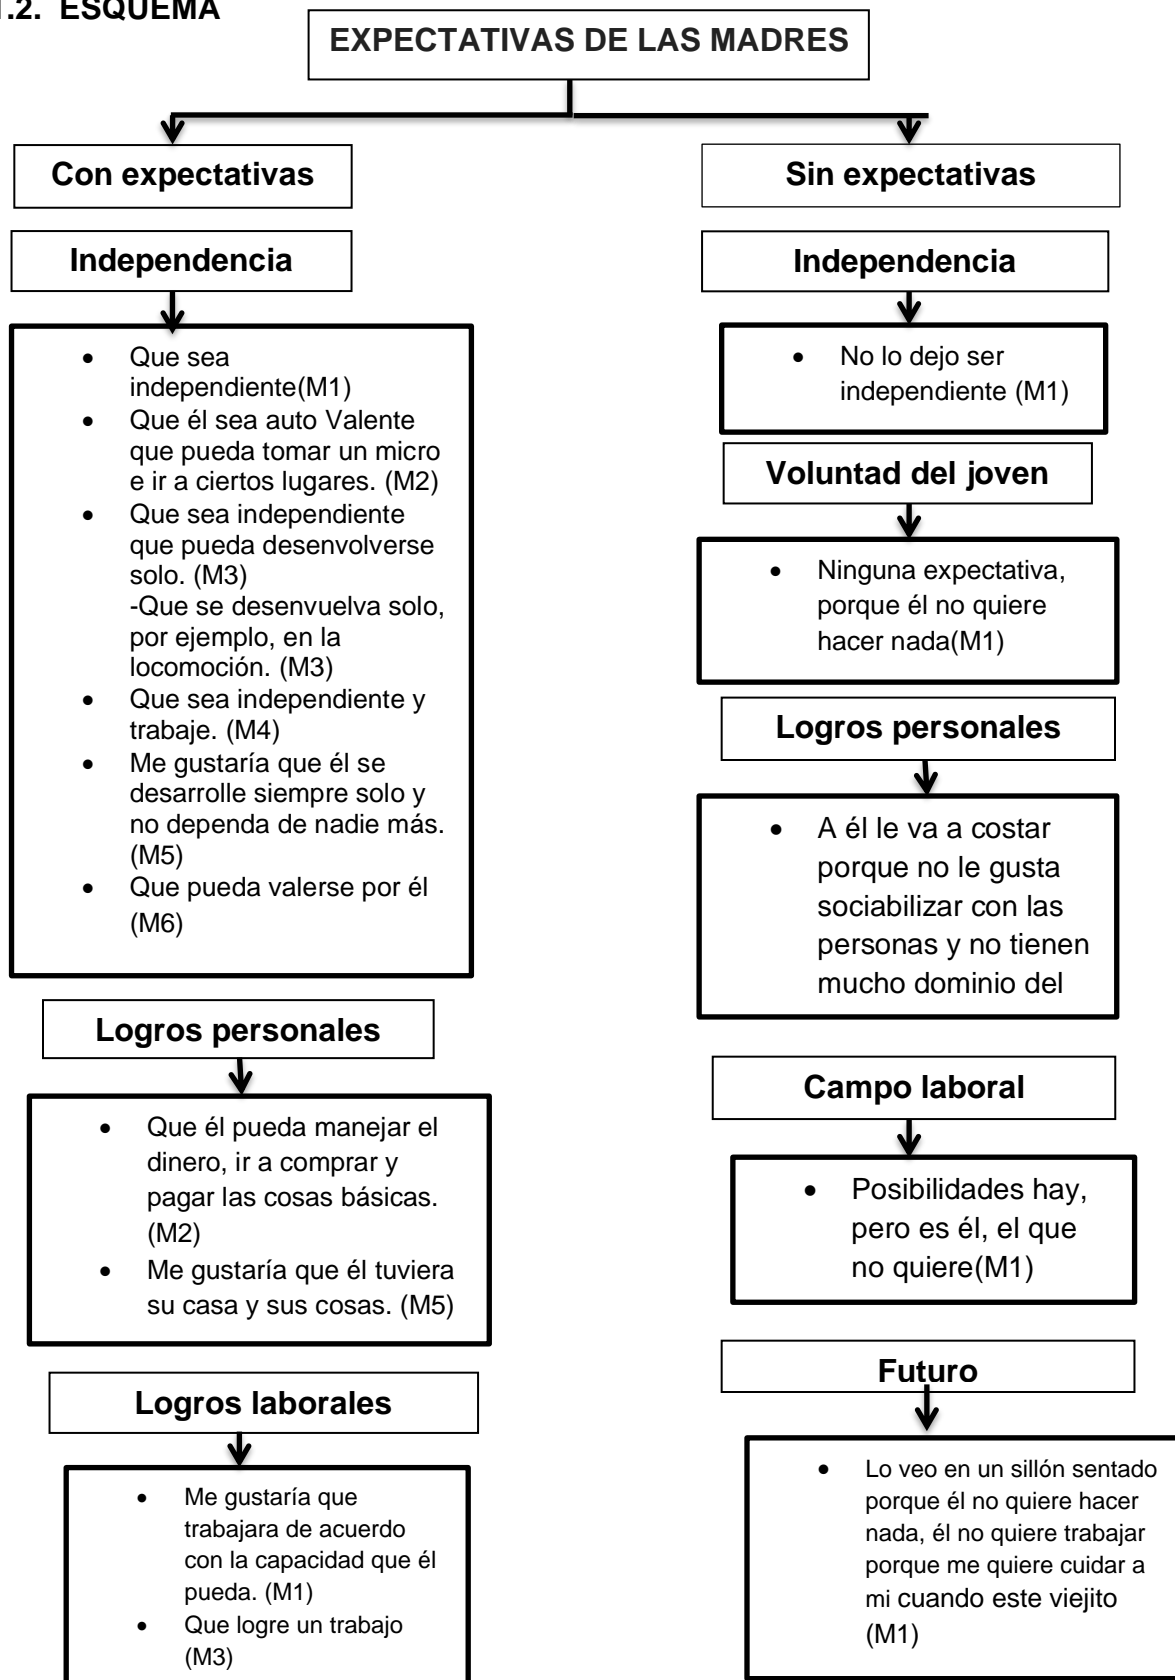 1.2. ESQUEMA
EXPECTATIVAS DE LAS MADRES
Con expectativas
Independencia
• Que sea
independiente(M1)
• Que él sea auto Valente
que pueda tomar un micro
e ir a ciertos lugares. (M2)
• Que sea independiente
que pueda desenvolverse
solo. (M3)
-Que se desenvuelva solo,
por ejemplo, en la
locomoción. (M3)
• Que sea independiente y
trabaje. (M4)
• Me gustaría que él se
desarrolle siempre solo y
no dependa de nadie más.
(M5)
• Que pueda valerse por él
(M6)
Logros personales
• Que él pueda manejar el
dinero, ir a comprar y
pagar las cosas básicas.
(M2)
• Me gustaría que él tuviera
su casa y sus cosas. (M5)
Logros laborales
• Me gustaría que
trabajara de acuerdo
con la capacidad que él
pueda. (M1)
• Que logre un trabajo
(M3)
Sin expectativas
Independencia
• No lo dejo ser
independiente (M1)
Voluntad del joven
• Ninguna expectativa,
porque él no quiere
hacer nada(M1)
Logros personales
• A él le va a costar
porque no le gusta
sociabilizar con las
personas y no tienen
mucho dominio del
Campo laboral
• Posibilidades hay,
pero es él, el que
no quiere(M1)
Futuro
• Lo veo en un sillón sentado
porque él no quiere hacer
nada, él no quiere trabajar
porque me quiere cuidar a
mi cuando este viejito
(M1)